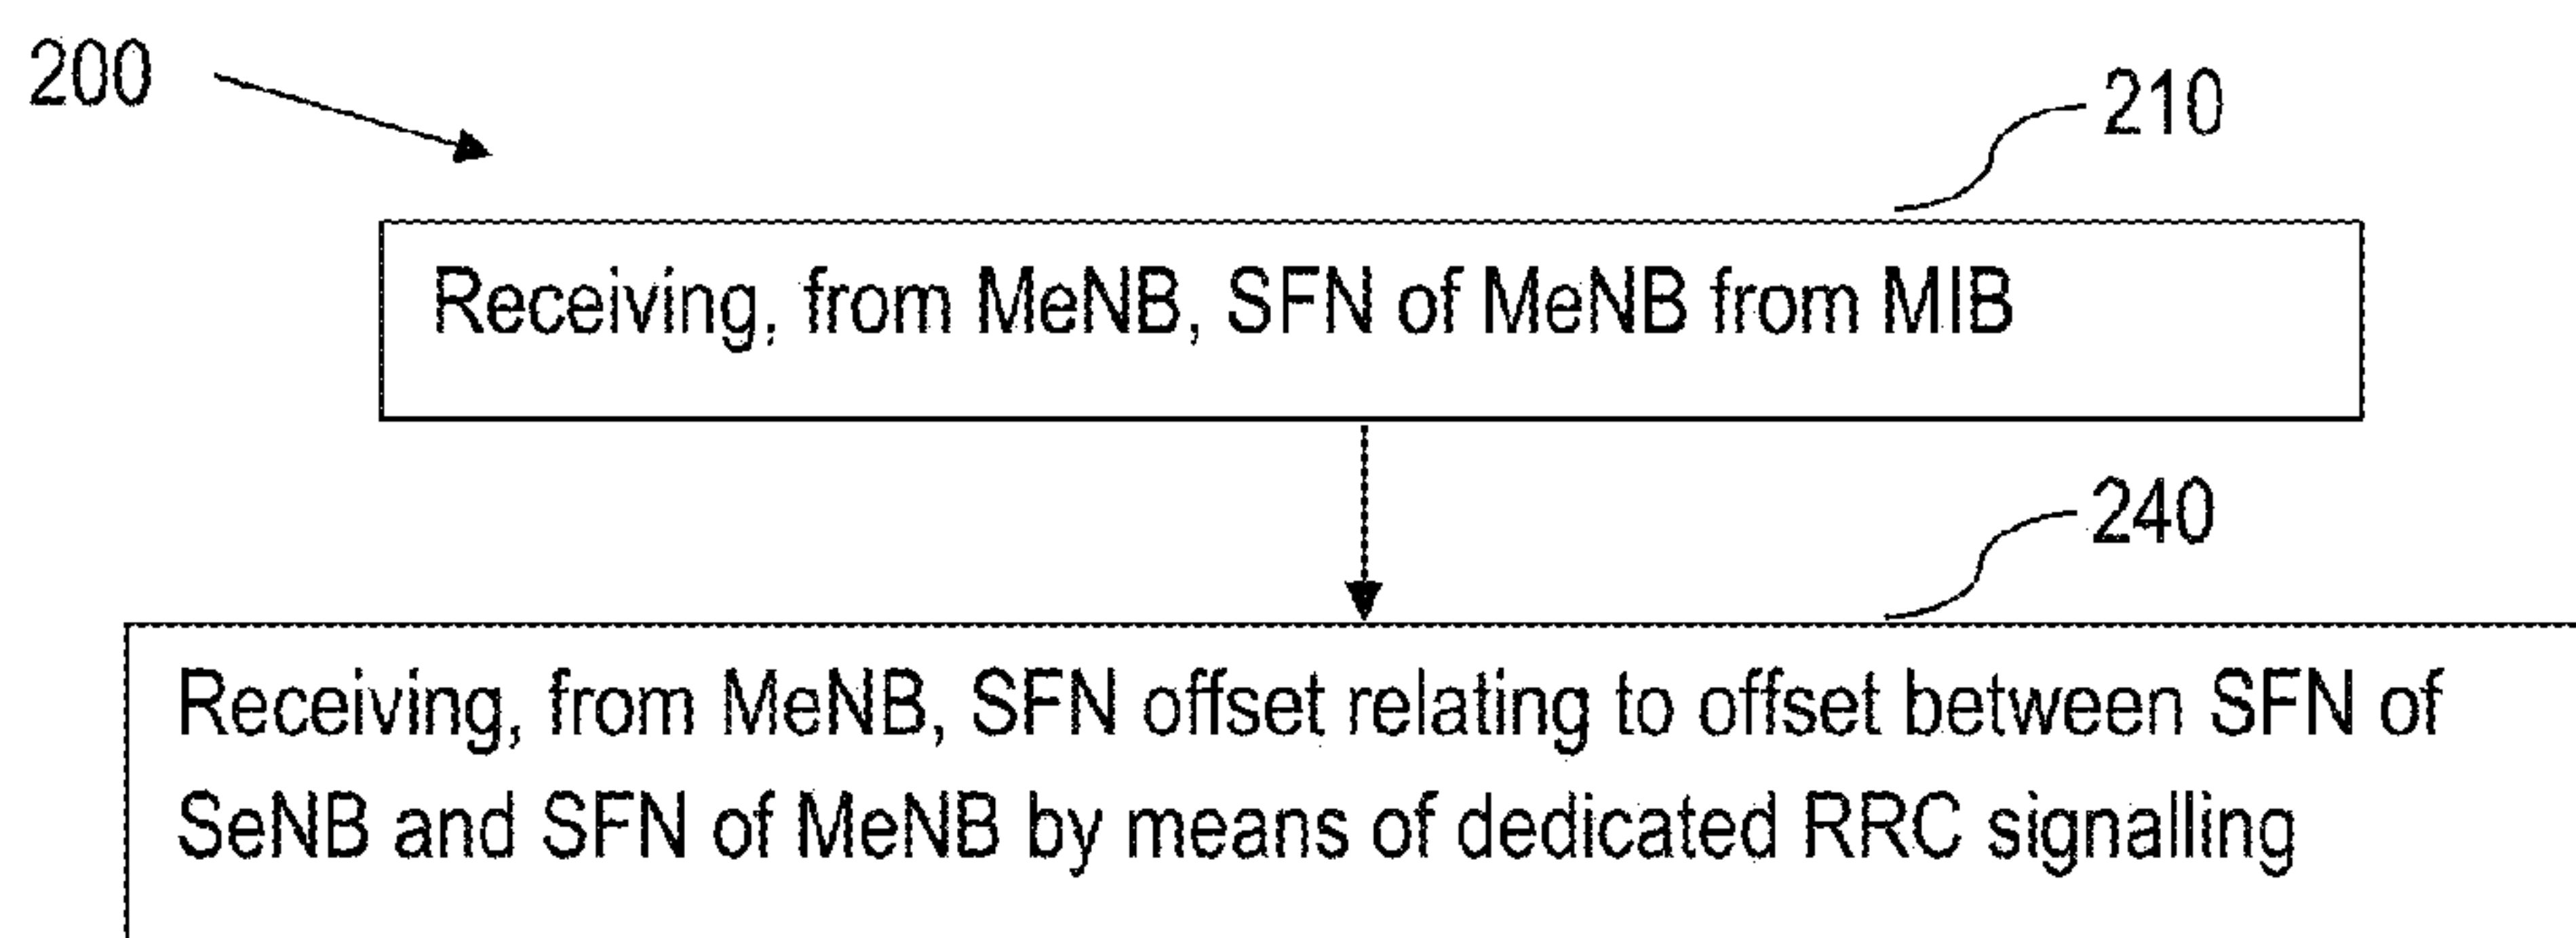 200
210
Receiving, from MeNB, SFN of MeNB from MIB
240
Receiving, from MeNB, SFN offset relating to offset between SFN of
SeNB and SFN of MeNB by means of dedicated RRC signalling